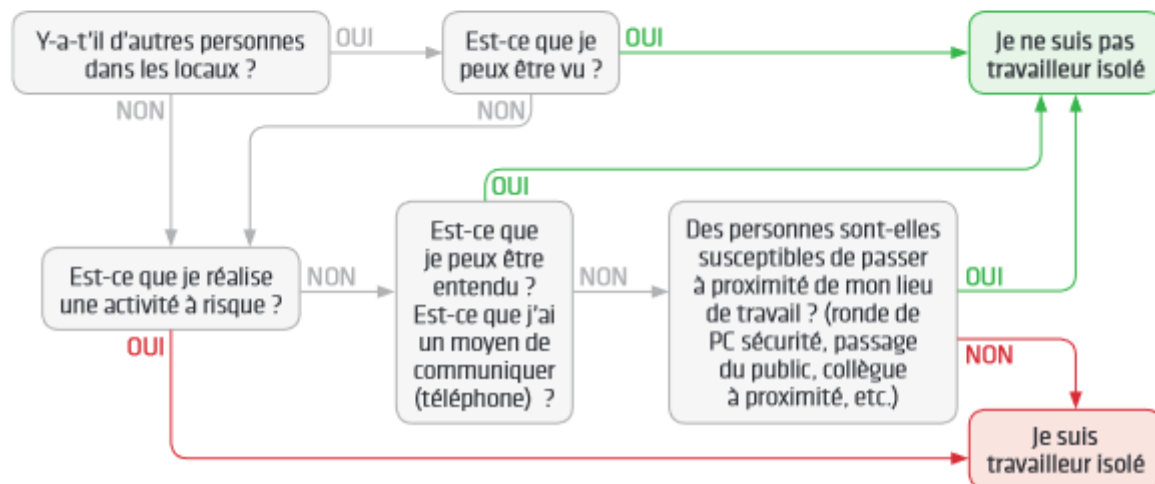 Y-a-t'il d'autres personnes
dans les locaux ?
OUI
Est-ce que je
peux être vu ?
OUI
Je ne suis pas
travailleur isolé
NON
NON
OUI
Est-ce que je réalise
une activité à risque ?
NON
Est-ce que
je peux être
entendu ?
Est-ce que j'ai
un moyen de
communiquer
(téléphone) ?
NON
Des personnes sont-elles
susceptibles de passer
à proximité de mon lieu
de travail ? (ronde de
PC sécurité, passage
du public, collègue
à proximité, etc.)
OUI
NON
OUI
Je suis
travailleur isolé